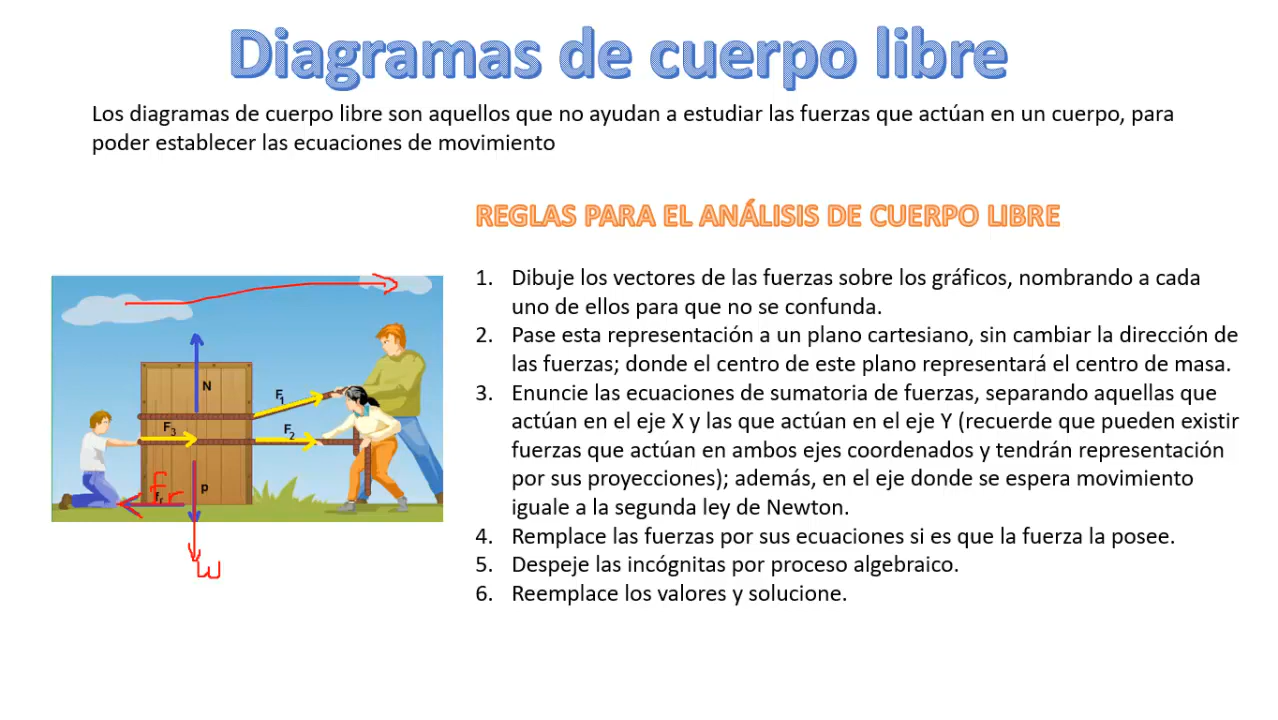 Diagramas de cuerpo libre
Los diagramas de cuerpo libre son aquellos que no ayudan a estudiar las fuerzas que actúan en un cuerpo, para
poder establecer las ecuaciones de movimiento
REGLAS PARA EL ANÁLISIS DE CUERPO LIBRE
1. Dibuje los vectores de las fuerzas sobre los gráficos, nombrando a cada
uno de ellos para que no se confunda.
2. Pase esta representación a un plano cartesiano, sin cambiar la dirección de
las fuerzas; donde el centro de este plano representará el centro de masa.
3. Enuncie las ecuaciones de sumatoria de fuerzas, separando aquellas que
actúan en el eje X y las que actúan en el eje Y (recuerde que pueden existir
fuerzas que actúan en ambos ejes coordenados y tendrán representación
por sus proyecciones); además, en el eje donde se espera movimiento
iguale a la segunda ley de Newton.
4. Remplace las fuerzas por sus ecuaciones si es que la fuerza la posee.
5. Despeje las incógnitas por proceso algebraico.
6. Reemplace los valores y solucione.
N
F1
F3
F2
P
fr
Fr
W